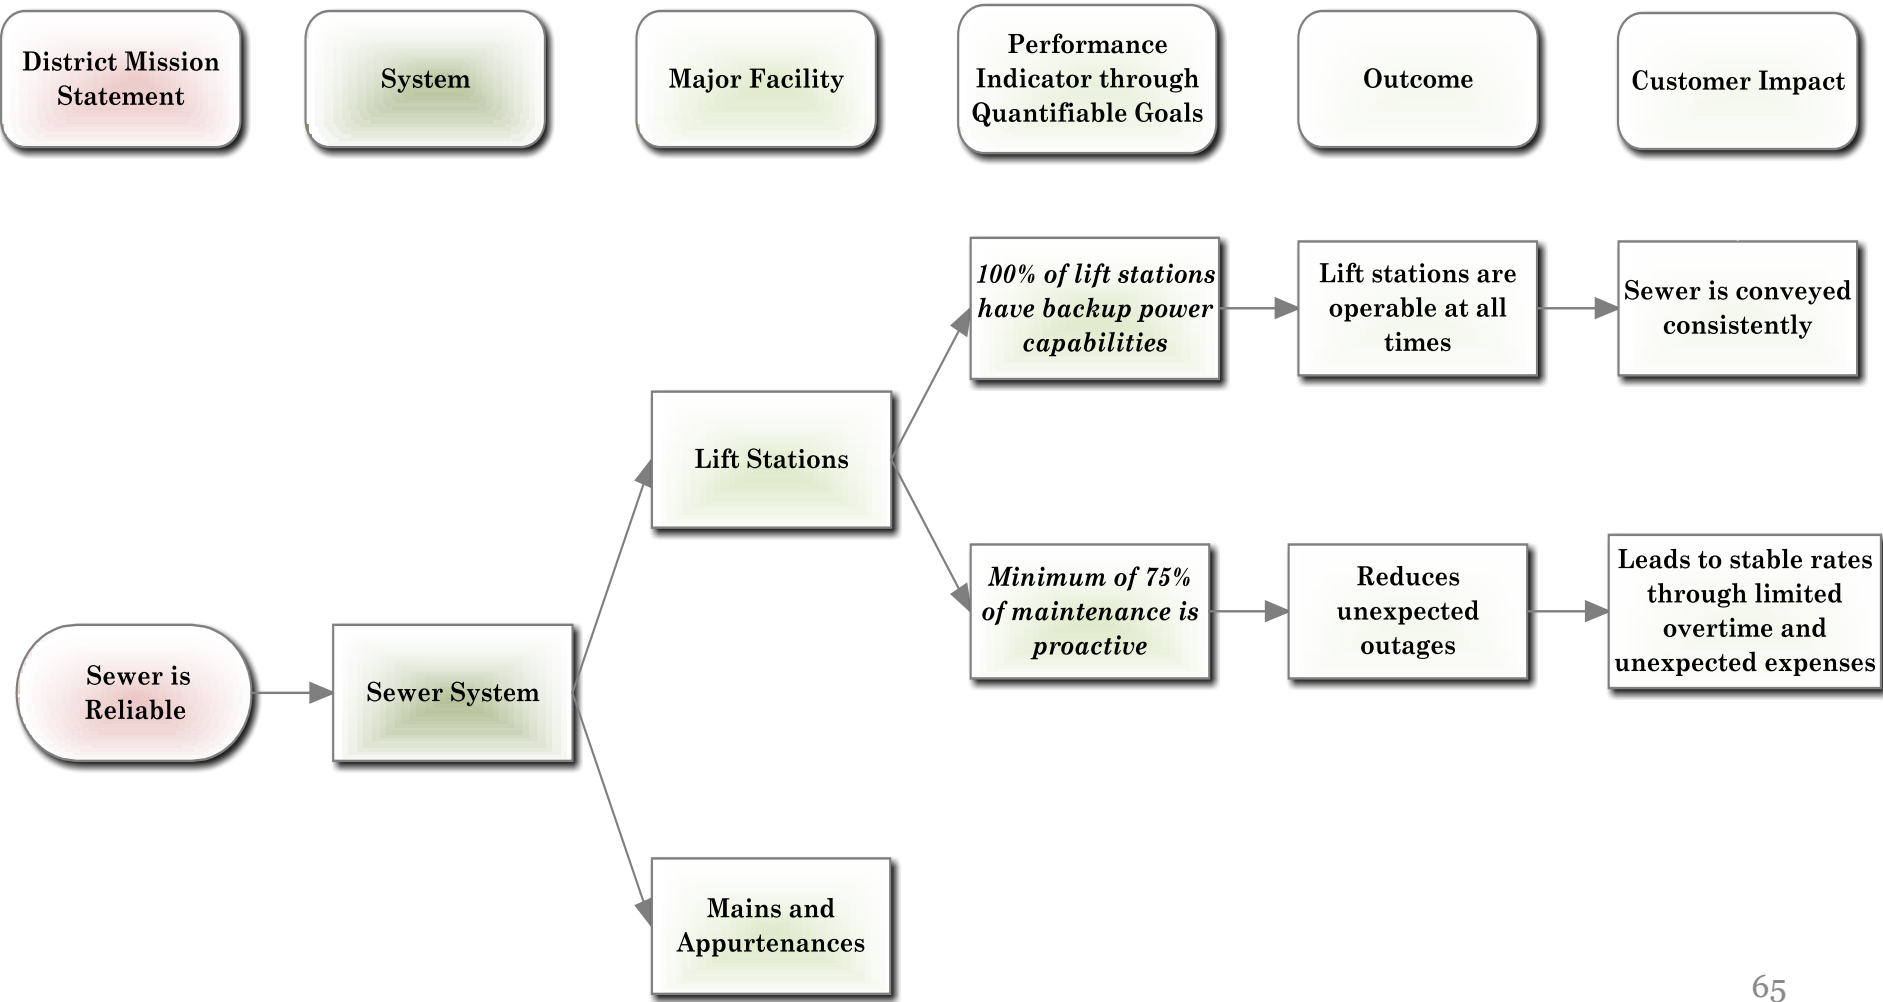 District Mission
Statement
System
Major Facility
Performance
Indicator through
Quantifiable Goals
Outcome
Customer Impact
100% of lift stations
have backup power
capabilities
Lift stations are
operable at all
times
Sewer is conveyed
consistently
Lift Stations
Minimum of 75%
of maintenance is
proactive
Reduces
unexpected
outages
Leads to stable rates
through limited
overtime and
unexpected expenses
Sewer is
Reliable
Sewer System
Mains and
Appurtenances
65